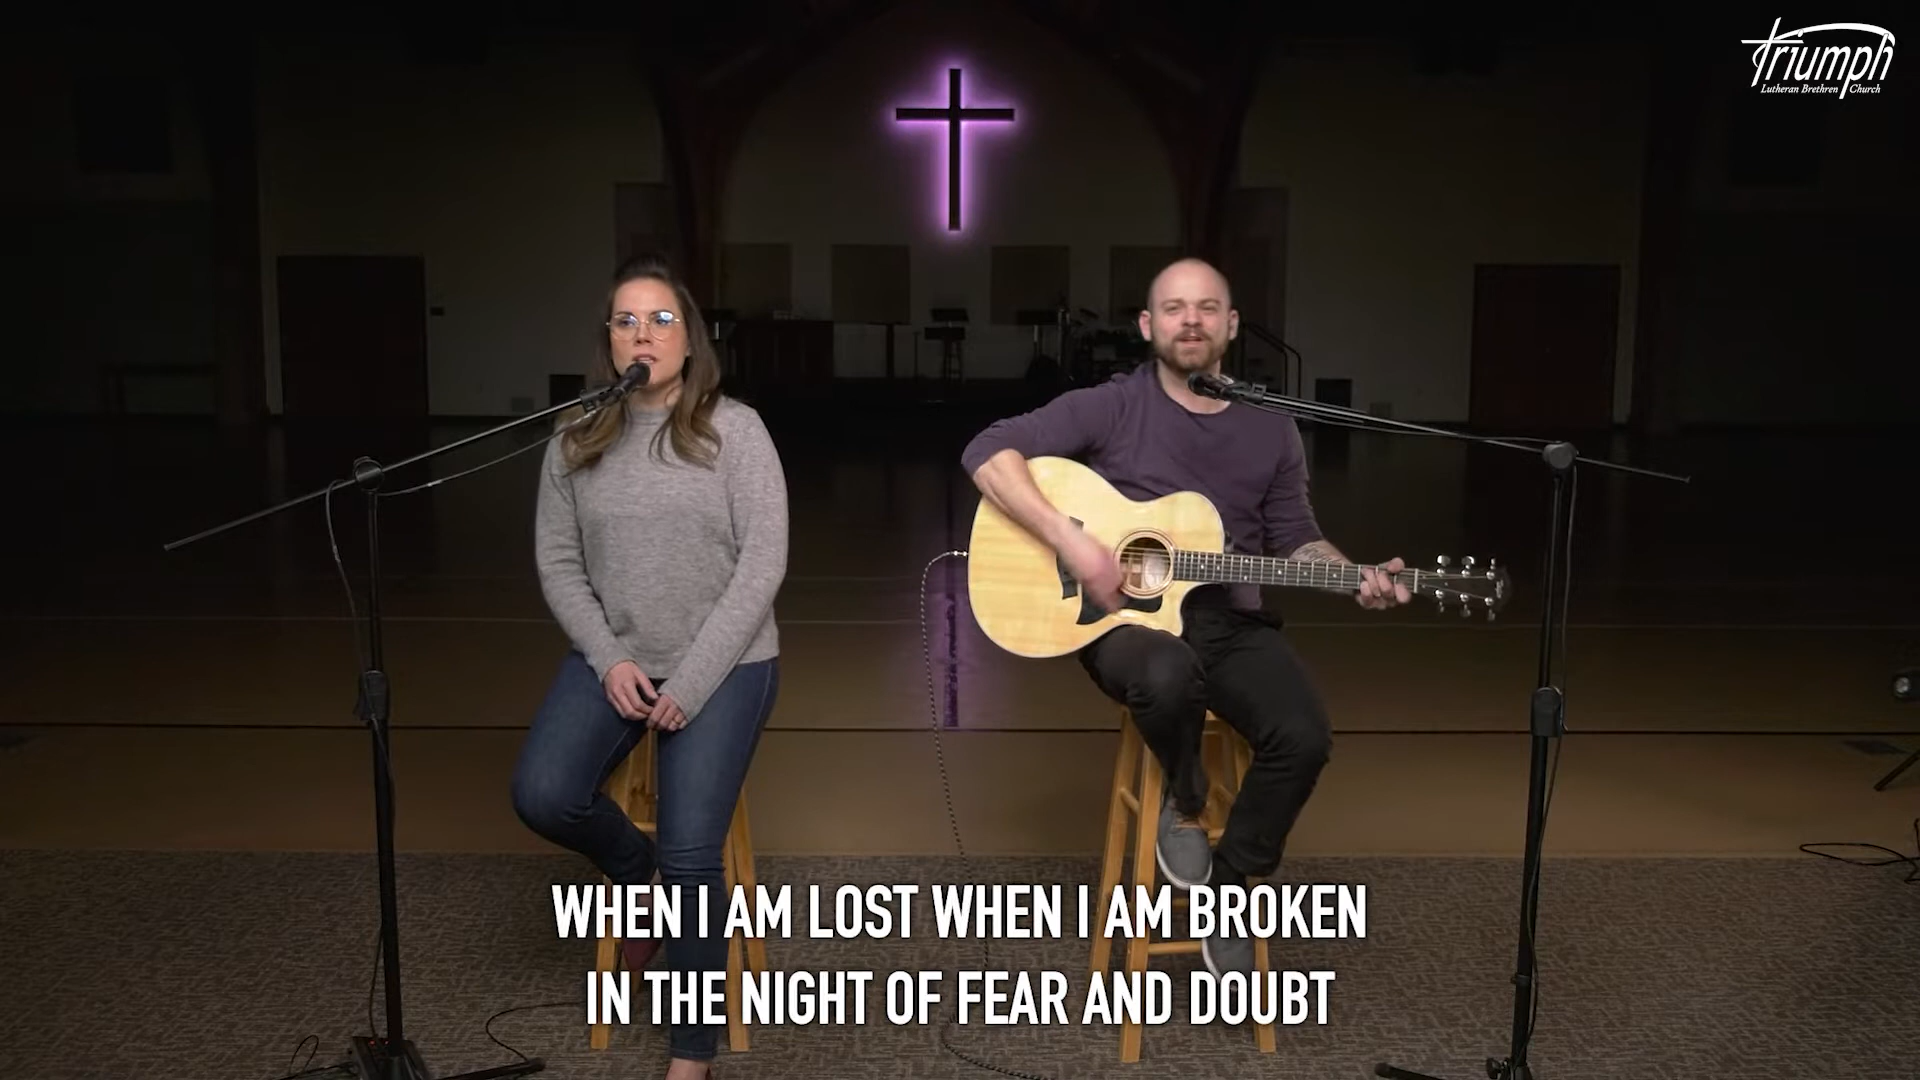 Triumph
Lutheran Brethren Church
WHEN I AM LOST WHEN I AM BROKEN
IN THE NIGHT OF FEAR AND DOUBT